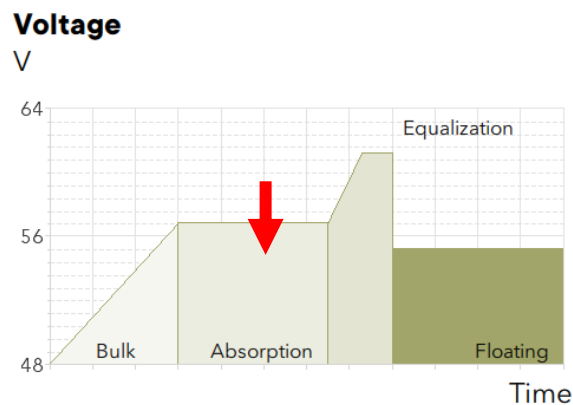 Voltage
V
64
Equalization
56
Bulk
Absorption
Floating
48
Time